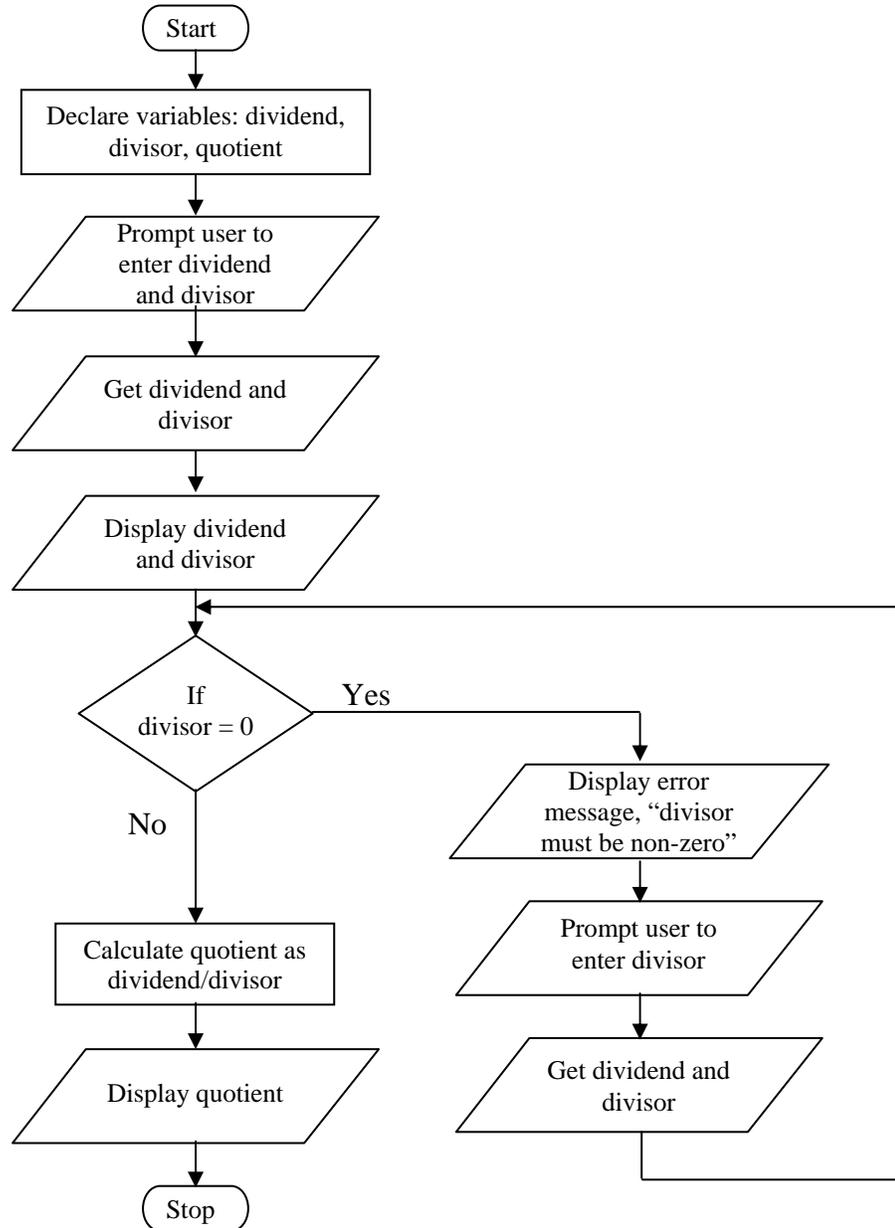 Start
Declare variables: dividend,
divisor, quotient
Prompt user to
enter dividend
and divisor
Get dividend and
divisor
Display dividend
and divisor
If
divisor = 0
Yes
No
Display error
message, “divisor
must be non-zero”
Prompt user to
enter divisor
Get dividend and
divisor
Calculate quotient as
dividend/divisor
Display quotient
Stop